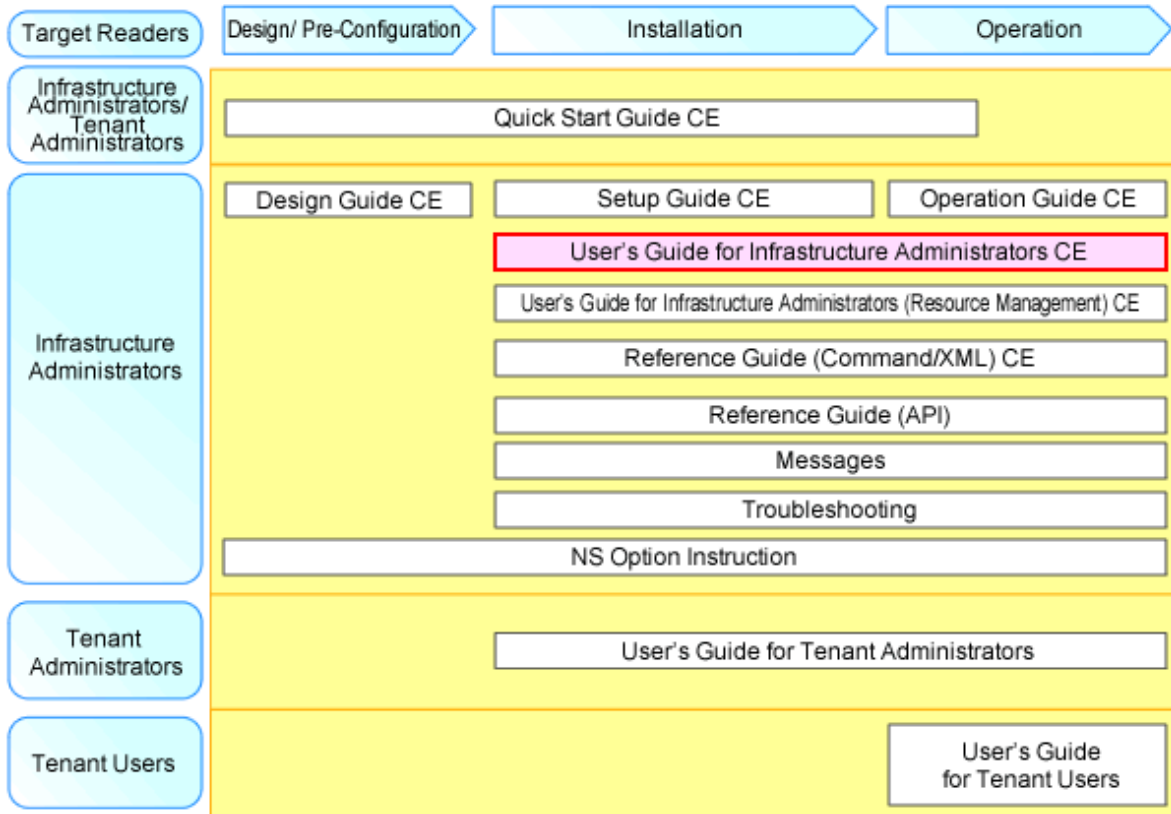 Target Readers
Design/ Pre-Configuration
Installation
Operation
Infrastructure
Administrators/
Tenant
Administrators
Quick Start Guide CE
Infrastructure
Administrators
Design Guide CE
Setup Guide CE
Operation Guide CE
User's Guide for Infrastructure Administrators CE
User's Guide for Infrastructure Administrators (Resource Management) CE
Reference Guide (Command/XML) CE
Reference Guide (API)
Messages
Troubleshooting
NS Option Instruction
Tenant
Administrators
User's Guide for Tenant Administrators
Tenant Users
User's Guide
for Tenant Users